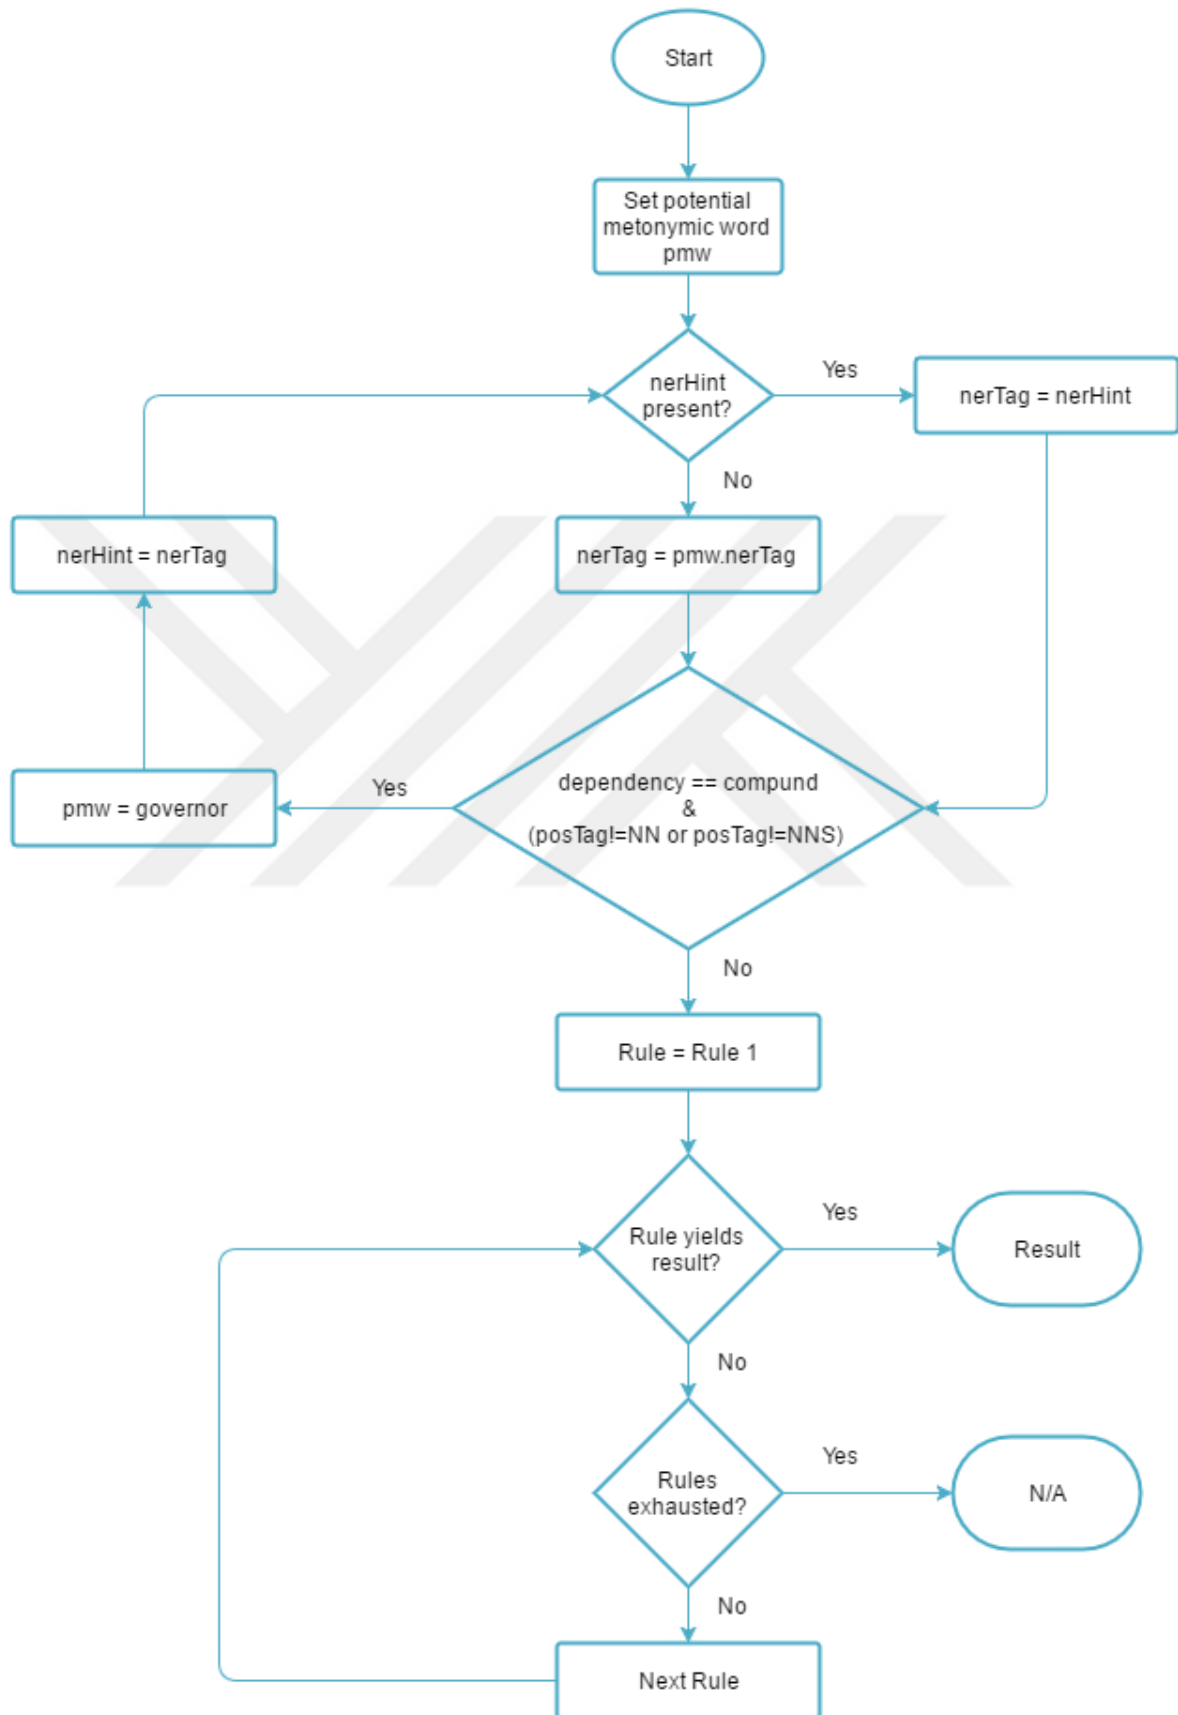 Start
Set potential
metonymic word
pmw
nerHint
present?
Yes
nerTag = nerHint
No
nerHint = nerTag
nerTag = pmw.nerTag
pmw = governor
Yes
dependency == compund
&
(posTag!=NN or posTag!=NNS)
No
Rule = Rule 1
Rule yields
result?
Yes
Result
No
Rules
exhausted?
Yes
N/A
No
Next Rule